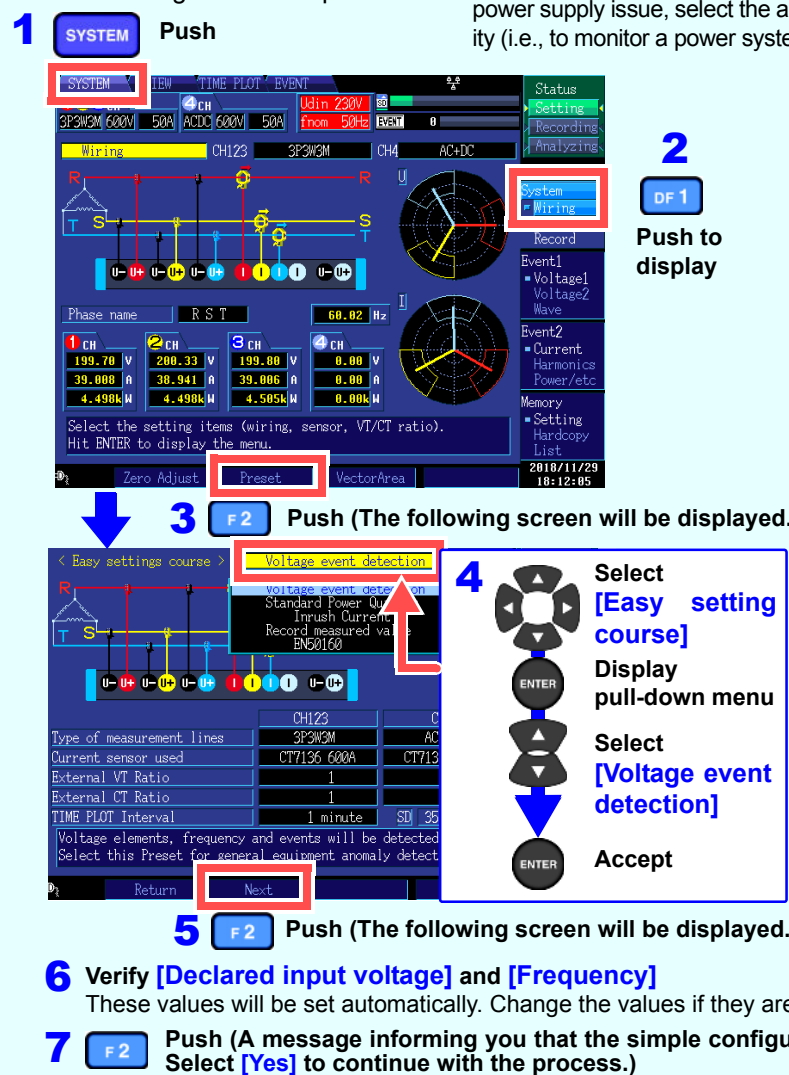 power supply issue, select the a
ity (i.e., to monitor a power syste
1 SYSTEM Push
SYSTEM VIEW TIME PLOT EVENT
CH 4 CH Udin 230V SD
3P3W3M 600V 50A ACDC 600V 50A fnom 50Hz EVENT 0
Status
Setting
Recording
Analyzing
Wiring CH123 3P3W3M CH4 AC+DC
R R U
S S
T T
U- U+ U- U+ U- U+ I I I I U- U+
Phase name R S T 60.02 Hz I
1 CH 2 CH 3 CH 4 CH
199.70 V 200.33 V 199.80 V 0.00 V
39.008 A 38.941 A 39.006 A 0.00 A
4.498k W 4.498k W 4.505k W 0.00k W
Select the setting items (wiring, sensor, VT/CT ratio).
Hit ENTER to display the menu.
Zero Adjust Preset VectorArea
System
Wiring
Record
Event1
Voltage1
Voltage2
Wave
Event2
Current
Harmonics
Power/etc
Memory
Setting
Hardcopy
List
2018/11/29
18:12:05
2
DF 1
Push to
display
3 F 2 Push (The following screen will be displayed.
< Easy settings course > Voltage event detection
Voltage event detection
Standard Power Qu
Inrush Curren
Record measured va
EN50160
R
S
T
U- U+ U- U+ U- U+ I I I I U- U+
CH123 C
Type of measurement lines 3P3W3M AC
Current sensor used CT7136 600A CT713
External VT Ratio 1
External CT Ratio 1
TIME PLOT Interval 1 minute SD 35
Voltage elements, frequency and events will be detected
Select this Preset for general equipment anomaly detect
Return Next
4 Select
[Easy setting
course]
ENTER Display
pull-down menu
Select
[Voltage event
detection]
ENTER Accept
5 F 2 Push (The following screen will be displayed.
6 Verify [Declared input voltage] and [Frequency]
These values will be set automatically. Change the values if they are
7 F 2 Push (A message informing you that the simple configu
Select [Yes] to continue with the process.)